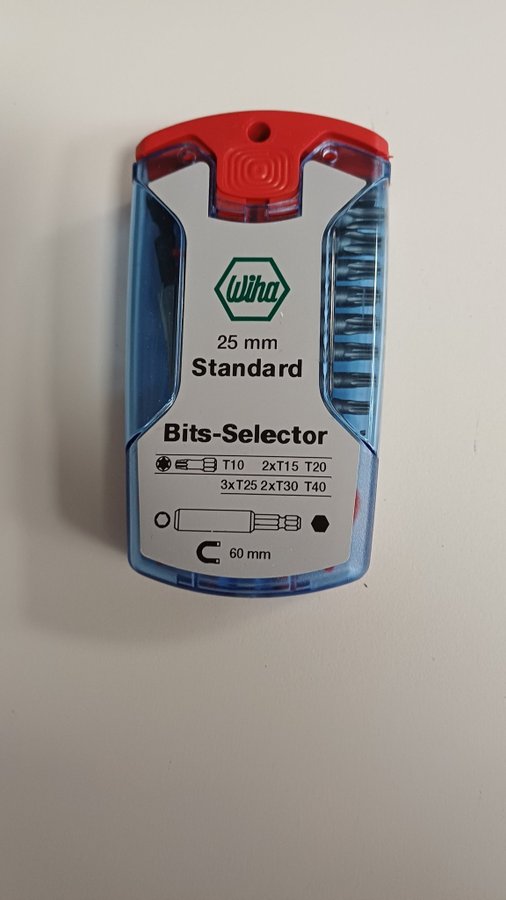 Wiha
25 mm
Standard
Bits-Selector
T10 2xT15 T20
3xT25 2xT30 T40
60 mm